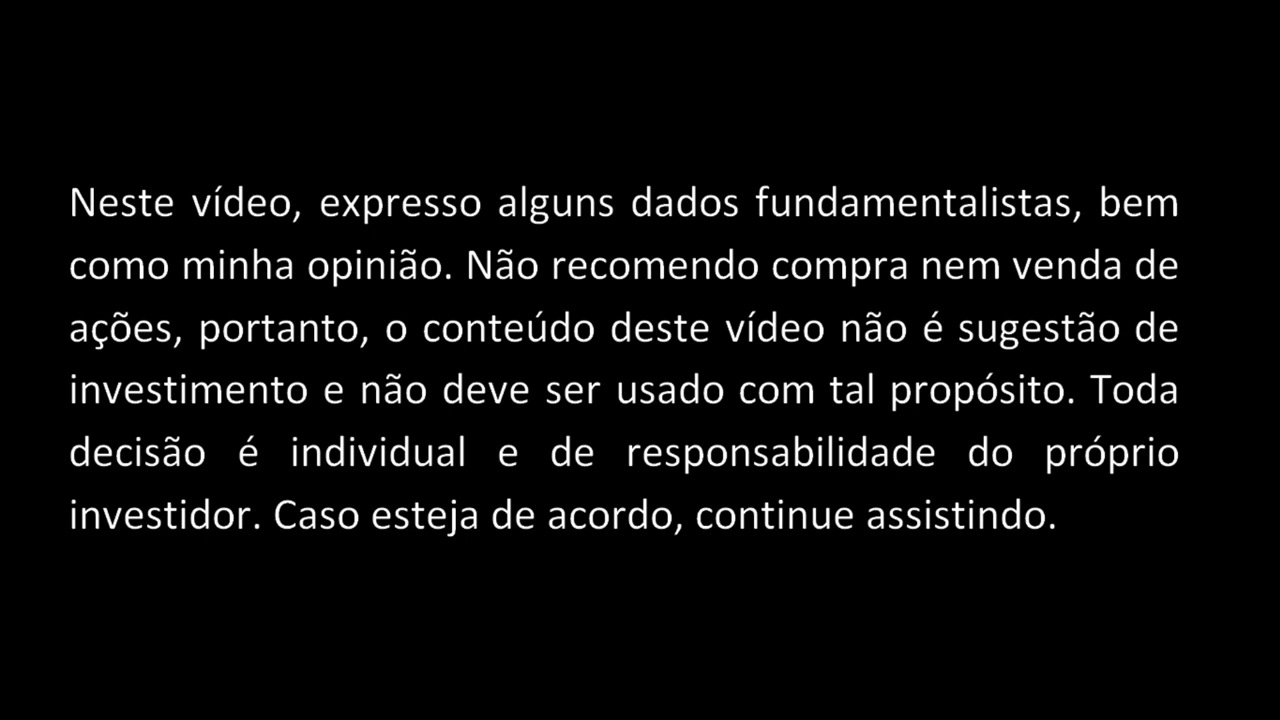 Neste vídeo, expresso alguns dados fundamentalistas, bem
como minha opinião. Não recomendo compra nem venda de
ações, portanto, o conteúdo deste vídeo não é sugestão de
investimento e não deve ser usado com tal propósito. Toda
decisão é individual e de responsabilidade do próprio
investidor. Caso esteja de acordo, continue assistindo.